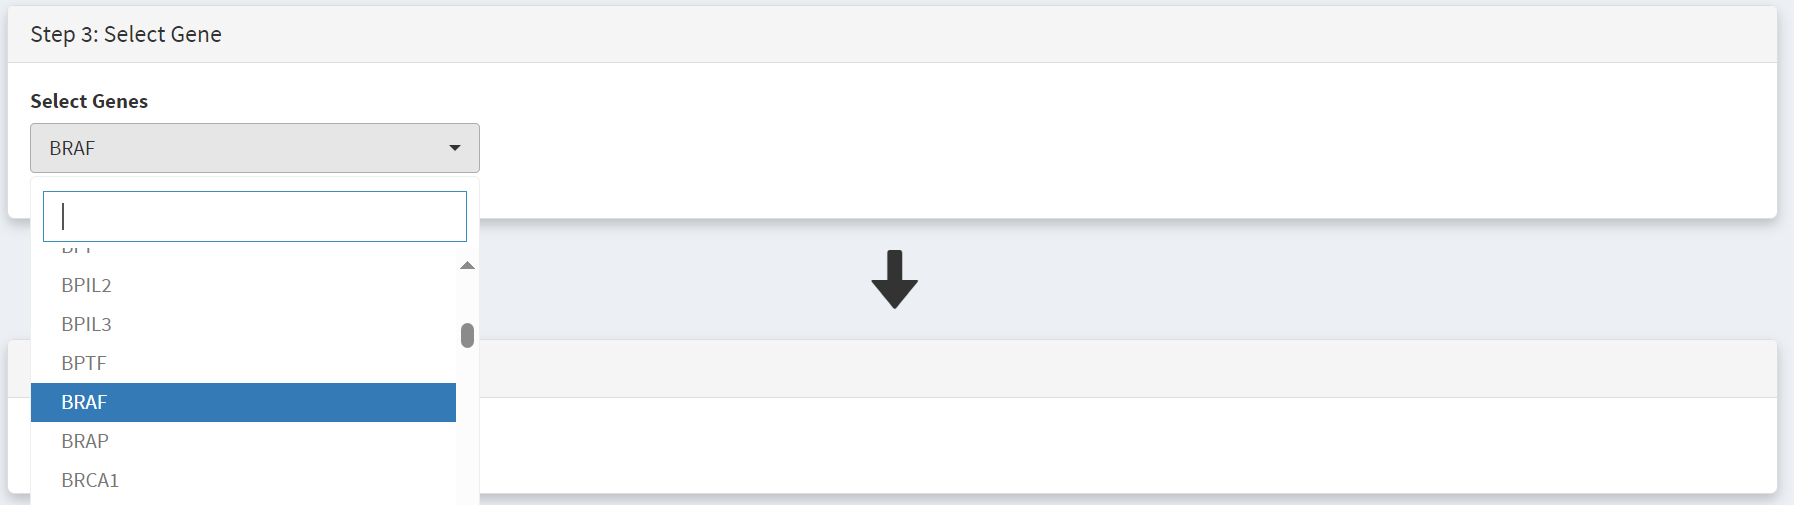 Step 3: Select Gene
Select Genes
BRAF
BPIL2
BPIL3
BPTF
BRAF
BRAP
BRCA1